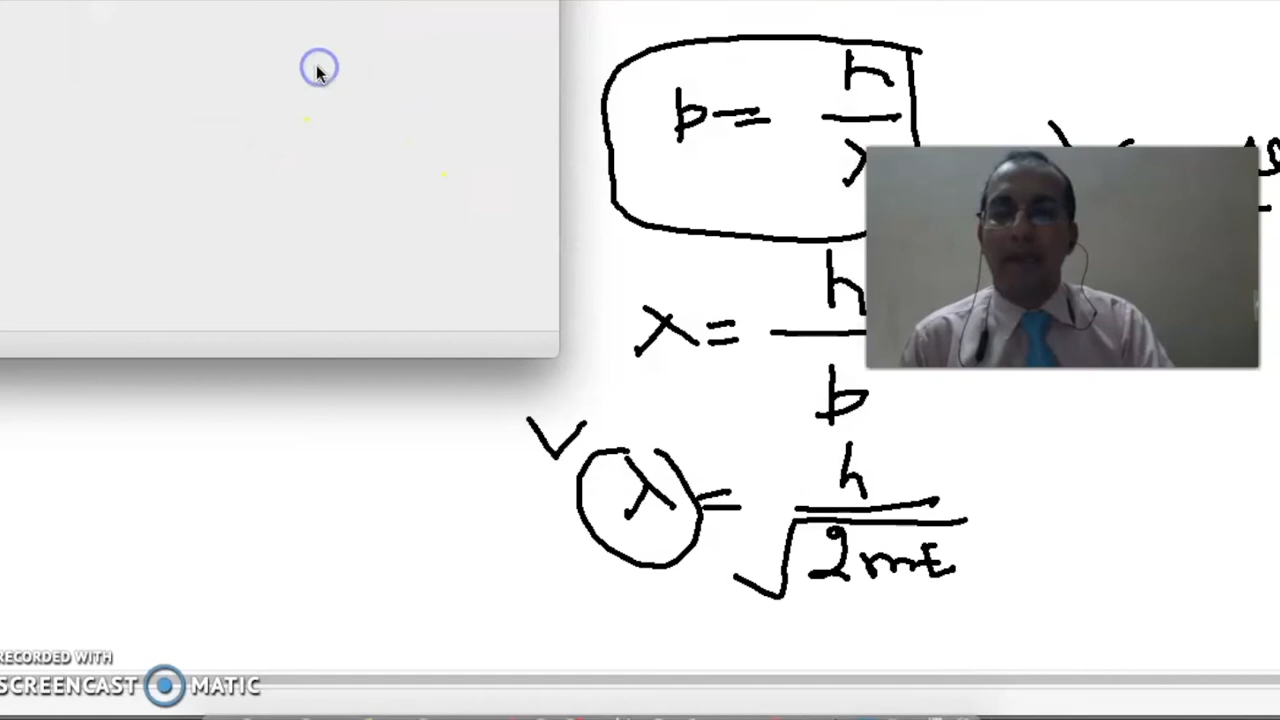 p = h / λ
λ = h / p
λ = h / √2mE
RECORDED WITH
SCREENCAST MATIC